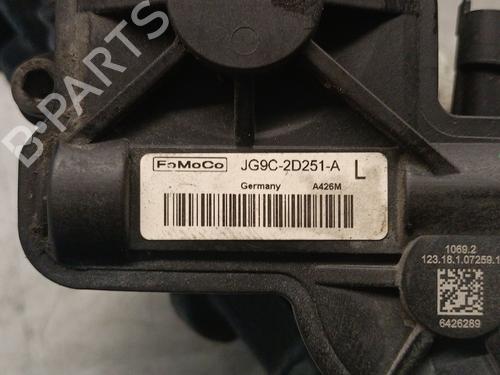 B-PARTS
FoMoCo JG9C-2D251-A L
Germany A426M
1069.2
123.18.1.07259.1
6426289